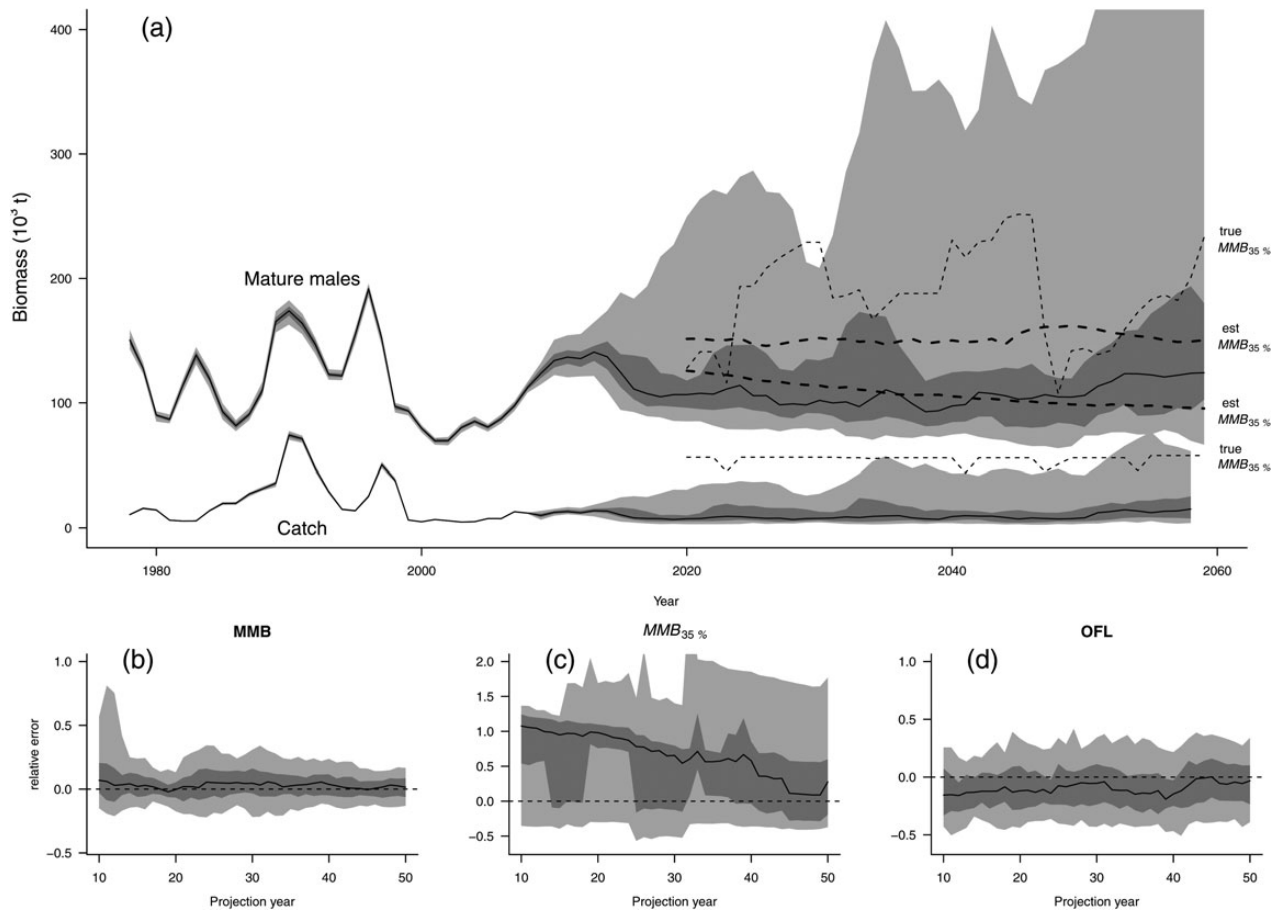 (a)
400
300
200
100
0
Biomass (10³ t)
Mature males
Catch
true
MMB35 %
est
MMB35 %
est
MMB35 %
true
MMB35 %
1980 2000 2020 2040 2060
Year
MMB
(b)
1.0
0.5
0.0
−0.5
relative error
10 20 30 40 50
Projection year
MMB35 %
(c)
2.0
1.5
1.0
0.5
0.0
−0.5
10 20 30 40 50
Projection year
OFL
(d)
1.0
0.5
0.0
−0.5
10 20 30 40 50
Projection year